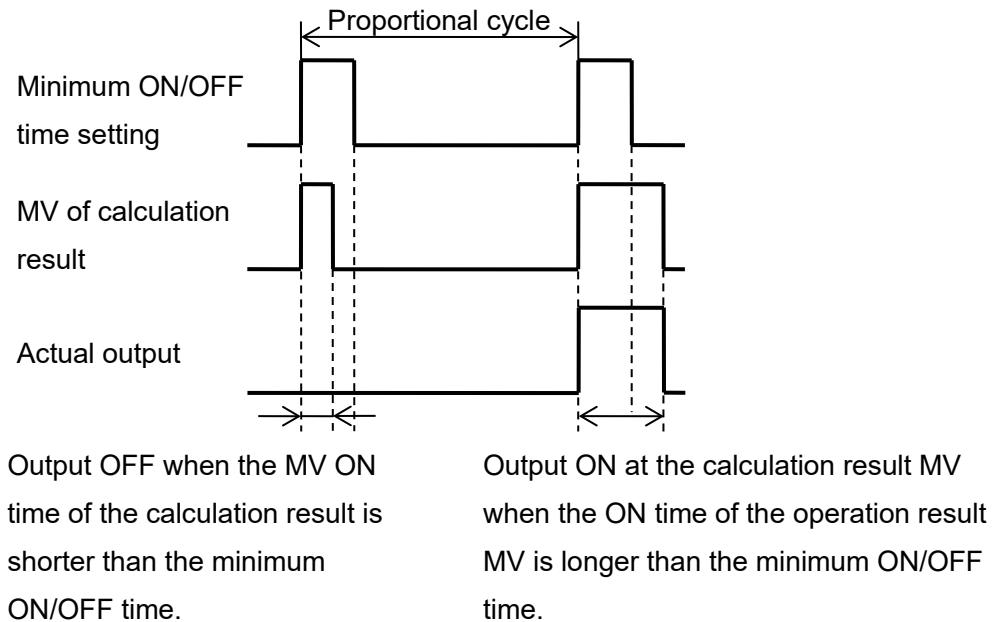 Proportional cycle
Minimum ON/OFF
time setting
MV of calculation
result
Actual output
Output OFF when the MV ON
time of the calculation result is
shorter than the minimum
ON/OFF time.
Output ON at the calculation result MV
when the ON time of the operation result
MV is longer than the minimum ON/OFF
time.